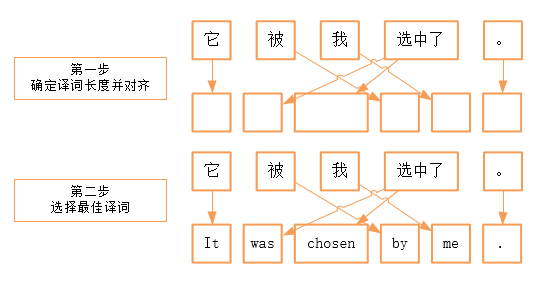 它 被 我 选中了 。
第一步
确定译词长度并对齐
它 被 我 选中了 。
第二步
选择最佳译词
It was chosen by me .